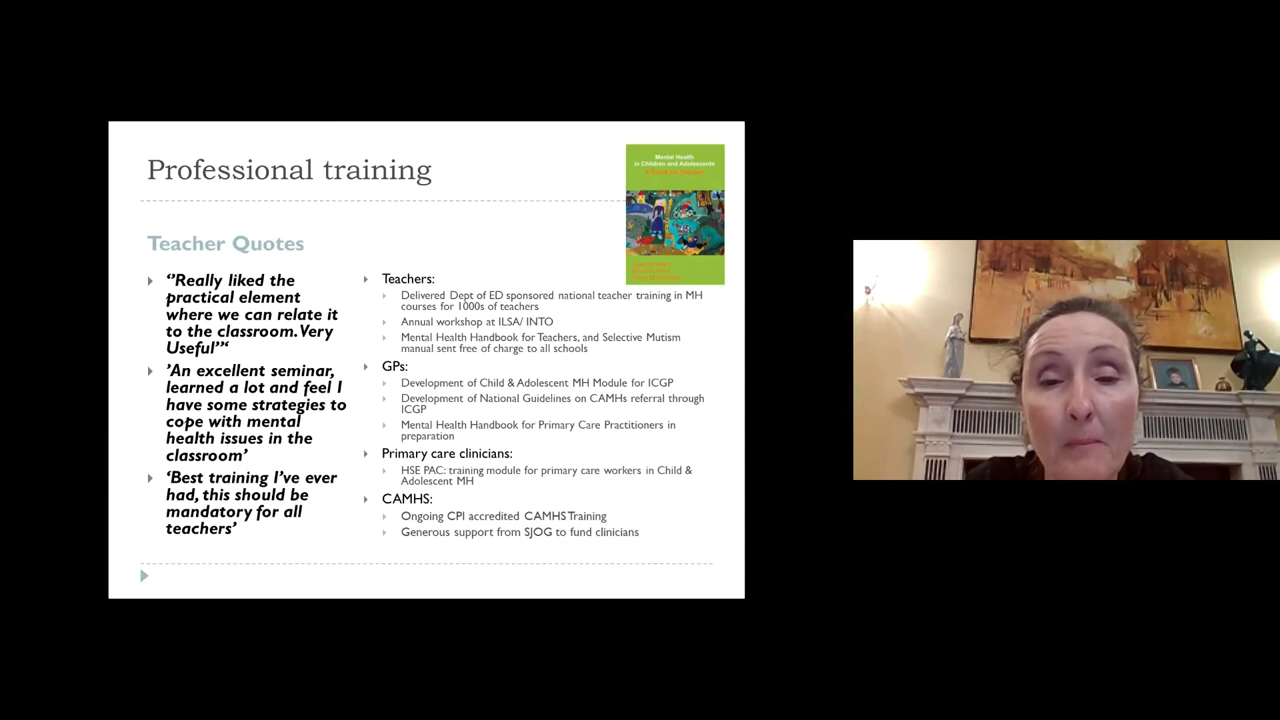 Professional training
Mental Health
in Children and Adolescents
A Guide for Teachers
Teacher Quotes
‘’Really liked the
practical element
where we can relate it
to the classroom. Very
Useful’’‘
’An excellent seminar,
learned a lot and feel I
have some strategies to
cope with mental
health issues in the
classroom’
‘Best training I’ve ever
had, this should be
mandatory for all
teachers’
Teachers:
Delivered Dept of ED sponsored national teacher training in MH
courses for 1000s of teachers
Annual workshop at ILSA/ INTO
Mental Health Handbook for Teachers, and Selective Mutism
manual sent free of charge to all schools
GPs:
Development of Child & Adolescent MH Module for ICGP
Development of National Guidelines on CAMHs referral through
ICGP
Mental Health Handbook for Primary Care Practitioners in
preparation
Primary care clinicians:
HSE PAC: training module for primary care workers in Child &
Adolescent MH
CAMHS:
Ongoing CPI accredited CAMHS Training
Generous support from SJOG to fund clinicians